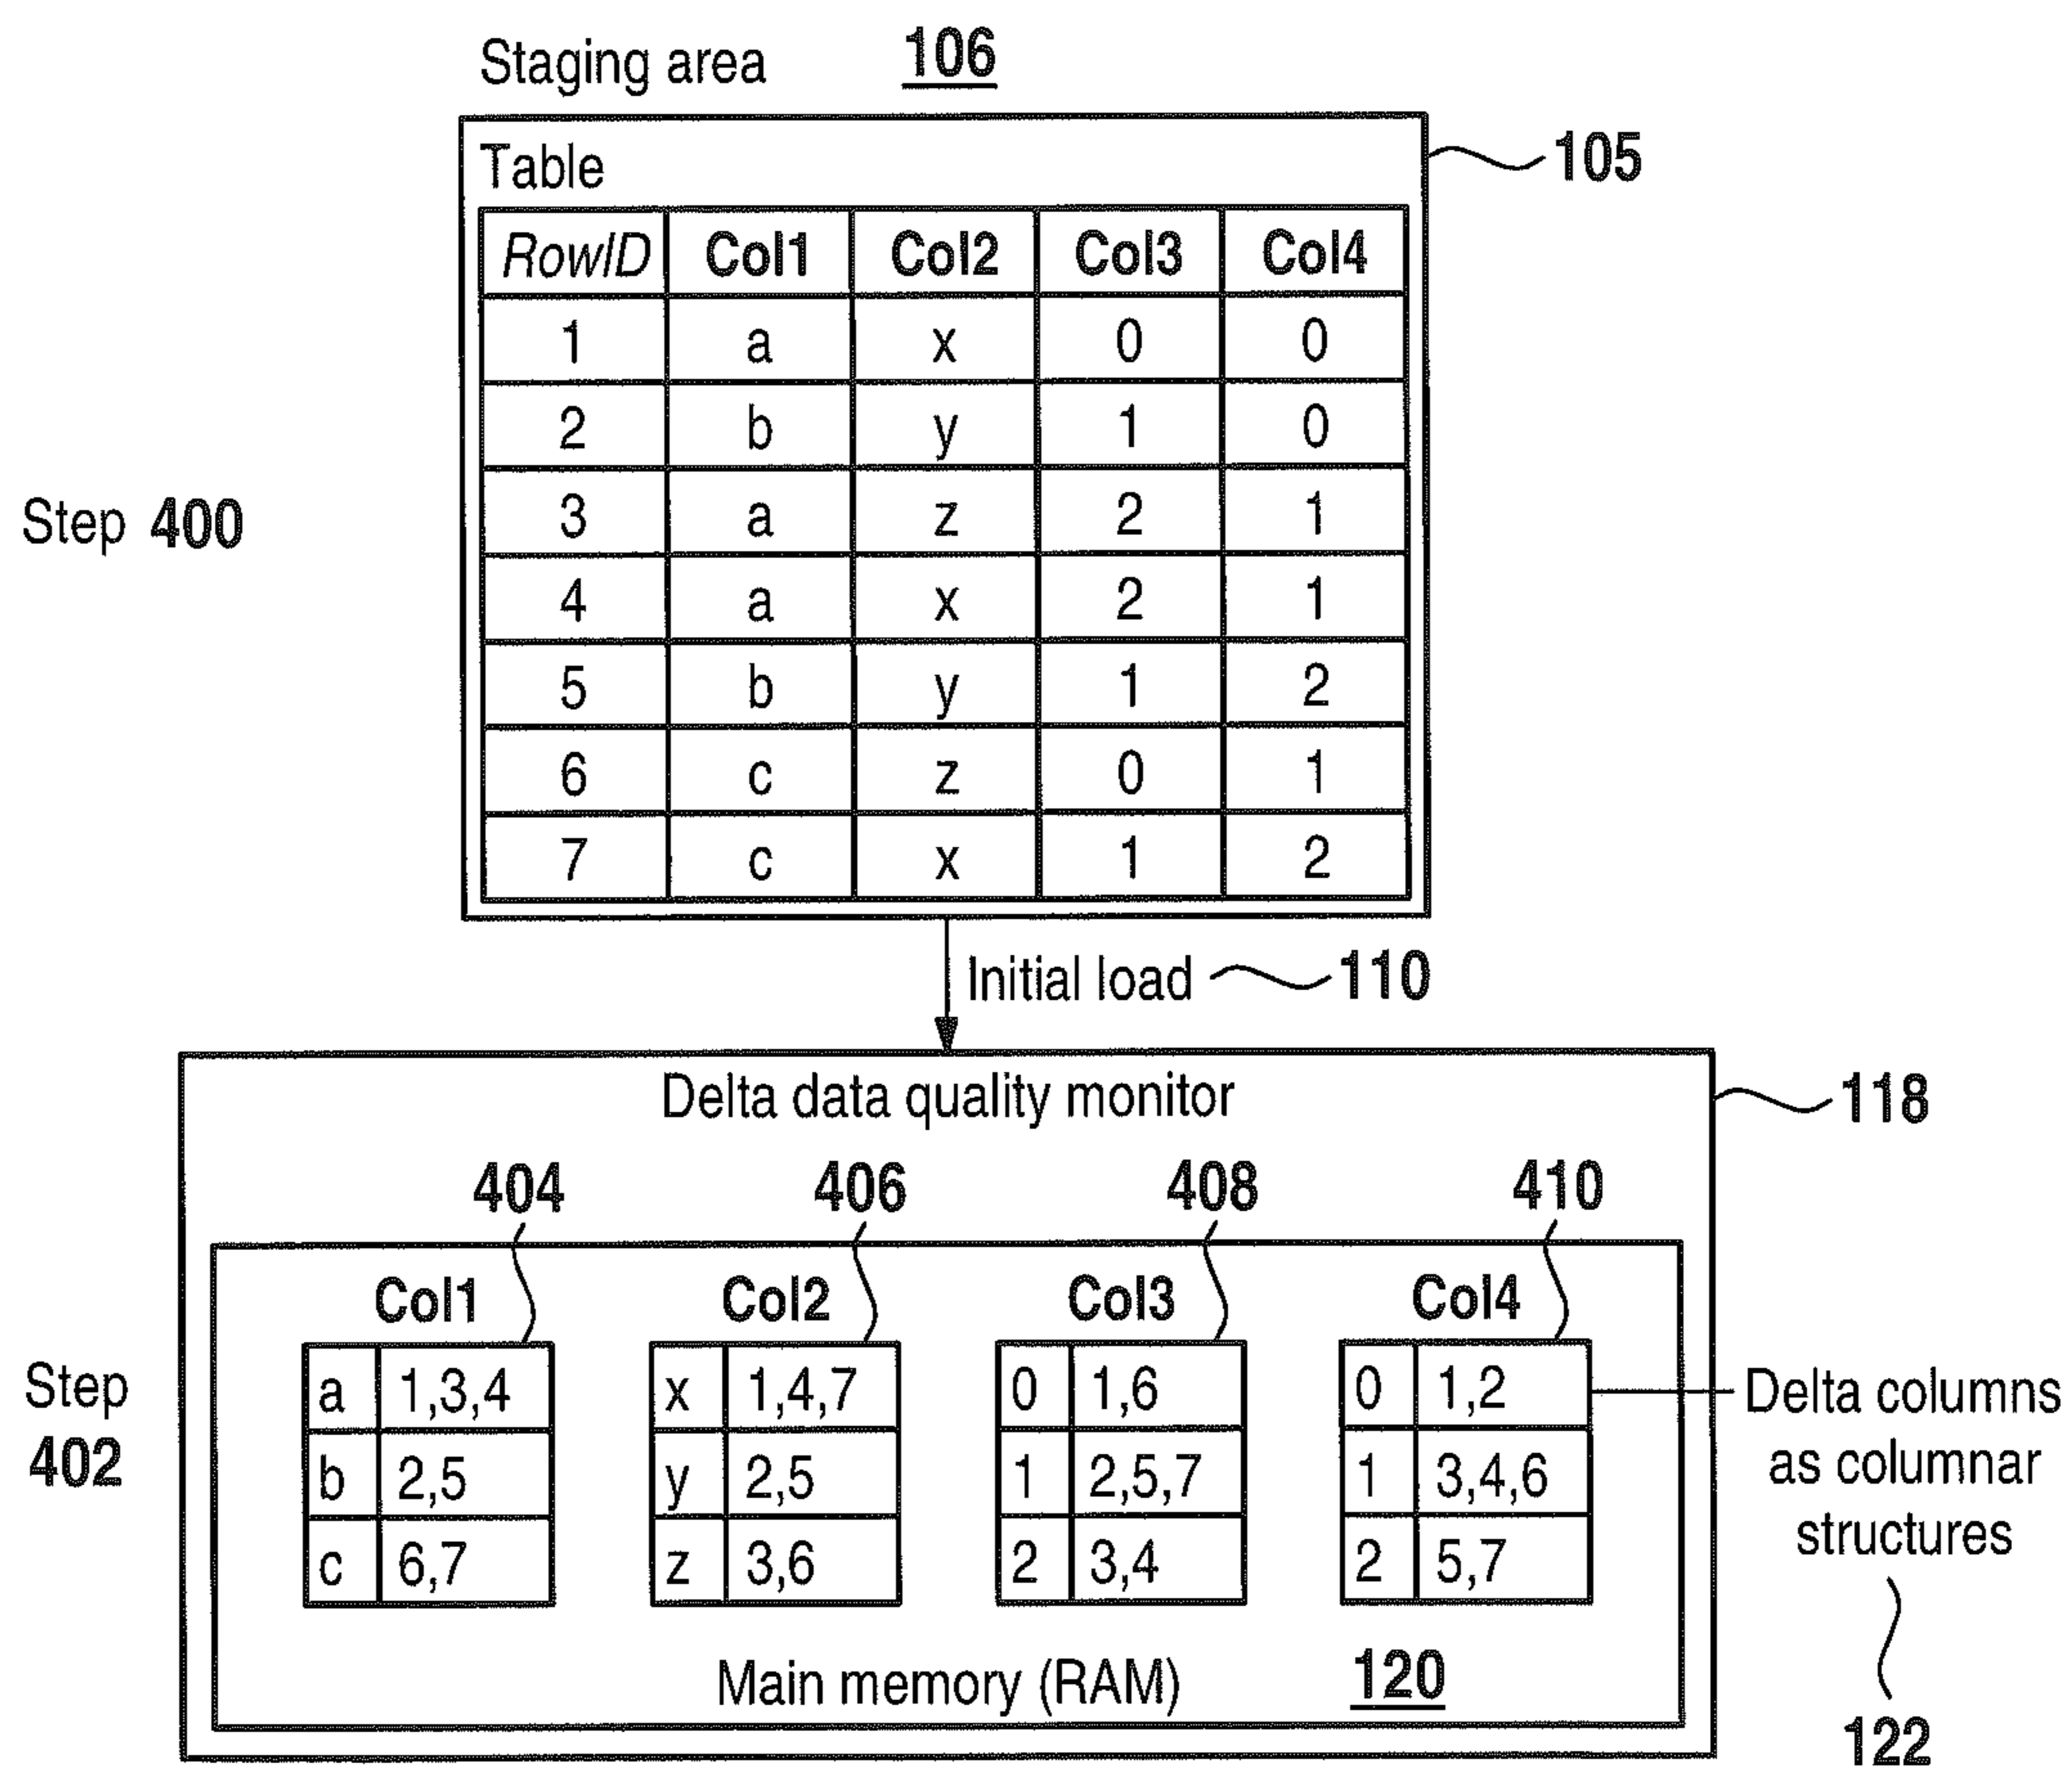 Staging area 106
Table
105
RowID Col1 Col2 Col3 Col4
1 a x 0 0
2 b y 1 0
3 a z 2 1
4 a x 2 1
5 b y 1 2
6 c z 0 1
7 c x 1 2
Step 400
Initial load 110
Delta data quality monitor
118
404 406 408 410
Col1 Col2 Col3 Col4
a 1,3,4 x 1,4,7 0 1,6 0 1,2
b 2,5 y 2,5 1 2,5,7 1 3,4,6
c 6,7 z 3,6 2 3,4 2 5,7
Step
402
Delta columns
as columnar
structures
Main memory (RAM) 120
122